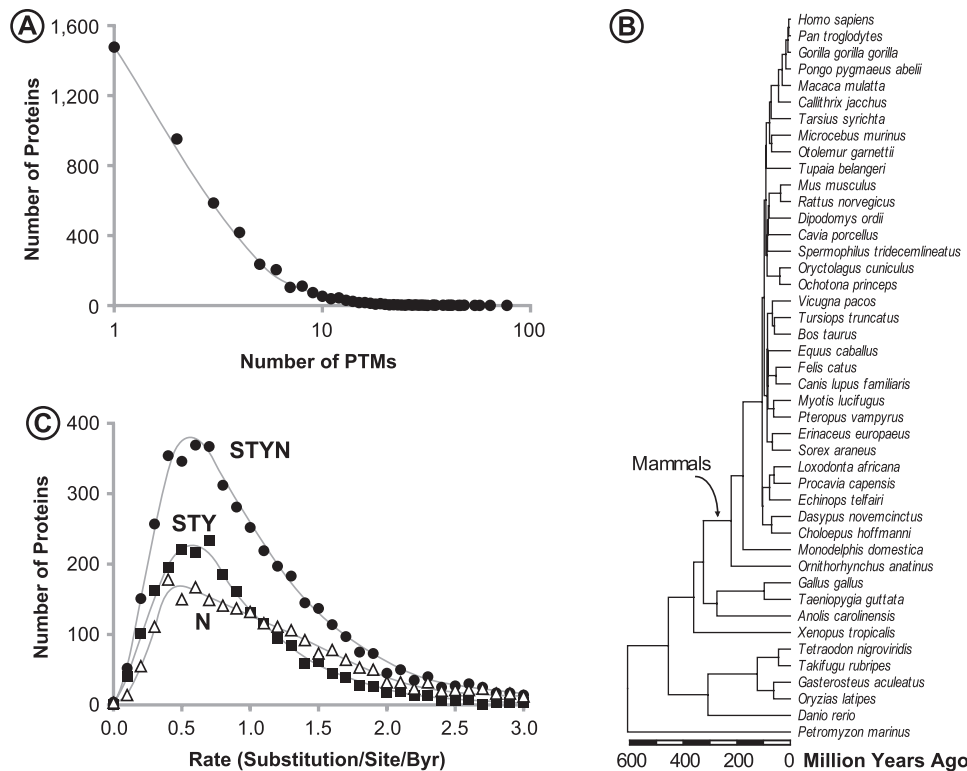 A
1,600
1,200
800
400
0
1
10
100
Number of Proteins
Number of PTMs
B
Homo sapiens
Pan troglodytes
Gorilla gorilla gorilla
Pongo pygmaeus abelii
Macaca mulatta
Callithrix jacchus
Tarsius syrichta
Microcebus murinus
Otolemur garnettii
Tupaia belangeri
Mus musculus
Rattus norvegicus
Dipodomys ordii
Cavia porcellus
Spermophilus tridecemlineatus
Oryctolagus cuniculus
Ochotona princeps
Vicugna pacos
Tursiops truncatus
Bos taurus
Equus caballus
Felis catus
Canis lupus familiaris
Myotis lucifugus
Pteropus vampyrus
Erinaceus europaeus
Sorex araneus
Loxodonta africana
Procavia capensis
Echinops telfairi
Dasypus novemcinctus
Choloepus hoffmanni
Monodelphis domestica
Ornithorhynchus anatinus
Gallus gallus
Taeniopygia guttata
Anolis carolinensis
Xenopus tropicalis
Tetraodon nigroviridis
Takifugu rubripes
Gasterosteus aculeatus
Oryzias latipes
Danio rerio
Petromyzon marinus
Mammals
600 400 200 0 Million Years Ago
C
400
300
200
100
0
0.0 0.5 1.0 1.5 2.0 2.5 3.0
Number of Proteins
Rate (Substitution/Site/Byr)
STYN
STY
N